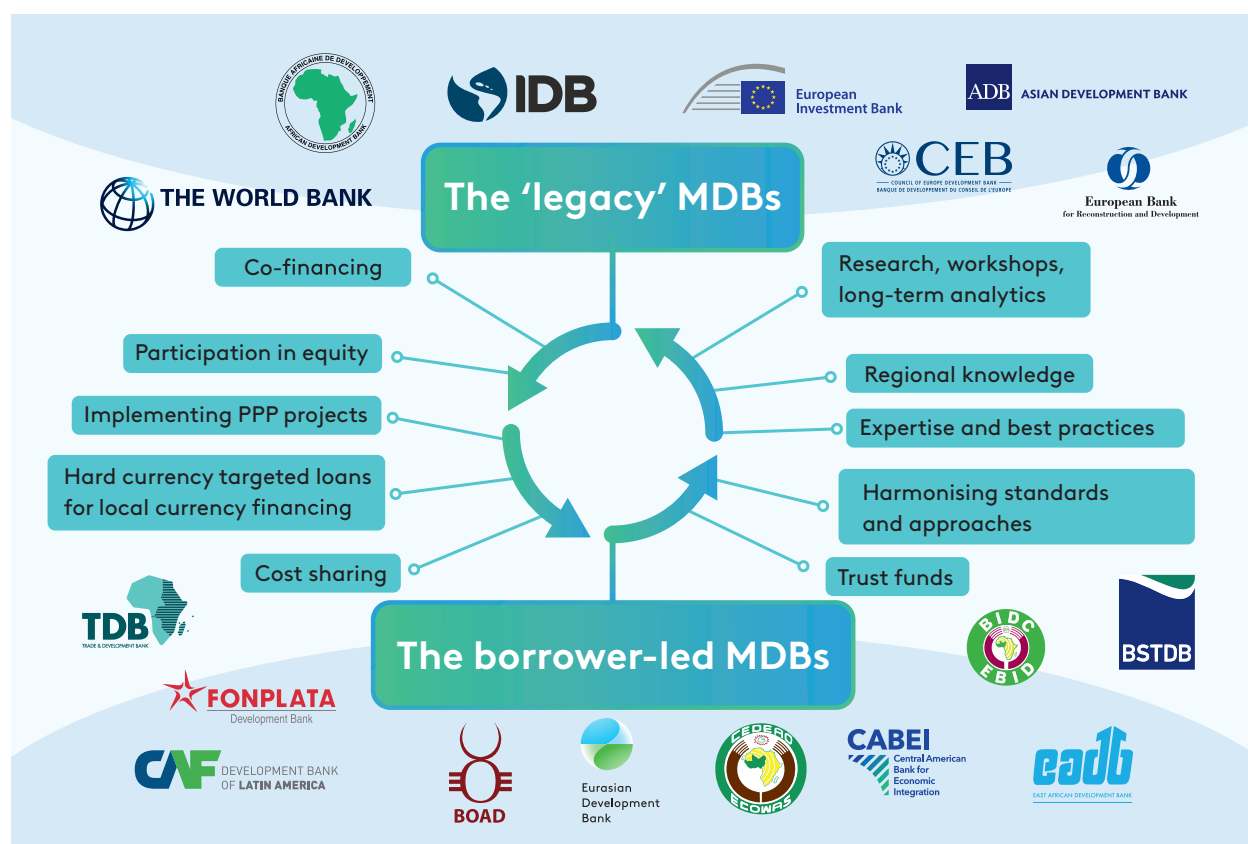 BANQUE AFRICAINE DE DEVELOPPEMENT
AFRICAN DEVELOPMENT BANK
IDB
European
Investment Bank
ADB ASIAN DEVELOPMENT BANK
THE WORLD BANK
The ‘legacy’ MDBs
CEB
COUNCIL OF EUROPE DEVELOPMENT BANK
BANQUE DE DÉVELOPPEMENT DU CONSEIL DE L'EUROPE
European Bank
for Reconstruction and Development
Co-financing
Participation in equity
Implementing PPP projects
Hard currency targeted loans
for local currency financing
Cost sharing
Research, workshops,
long-term analytics
Regional knowledge
Expertise and best practices
Harmonising standards
and approaches
Trust funds
The borrower-led MDBs
TDB
TRADE & DEVELOPMENT BANK
FONPLATA
Development Bank
CAF DEVELOPMENT BANK
OF LATIN AMERICA
BOAD
Eurasian
Development
Bank
CEDEAO
ECOWAS
CABEI
Central American
Bank for
Economic
Integration
eadb
EAST AFRICAN DEVELOPMENT BANK
BIDC
EBID
BSTDB